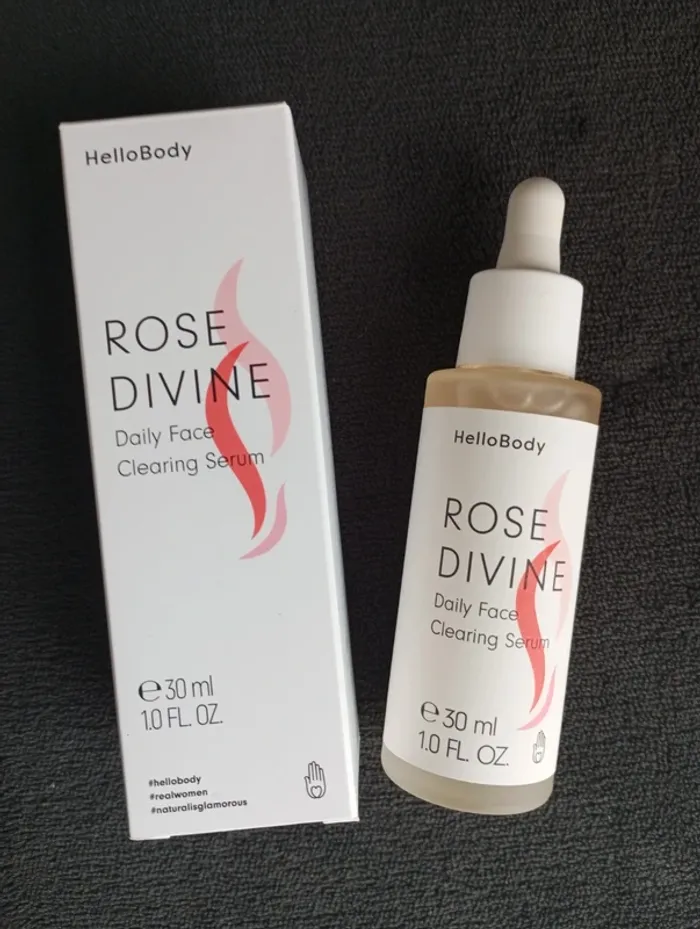 HelloBody
ROSE
DIVINE
Daily Face
Clearing Serum
℮ 30 ml
1.0 FL. OZ.
#hellobody
#realwomen
#naturalisglamorous
HelloBody
ROSE
DIVINE
Daily Face
Clearing Serum
℮ 30 ml
1.0 FL. OZ.